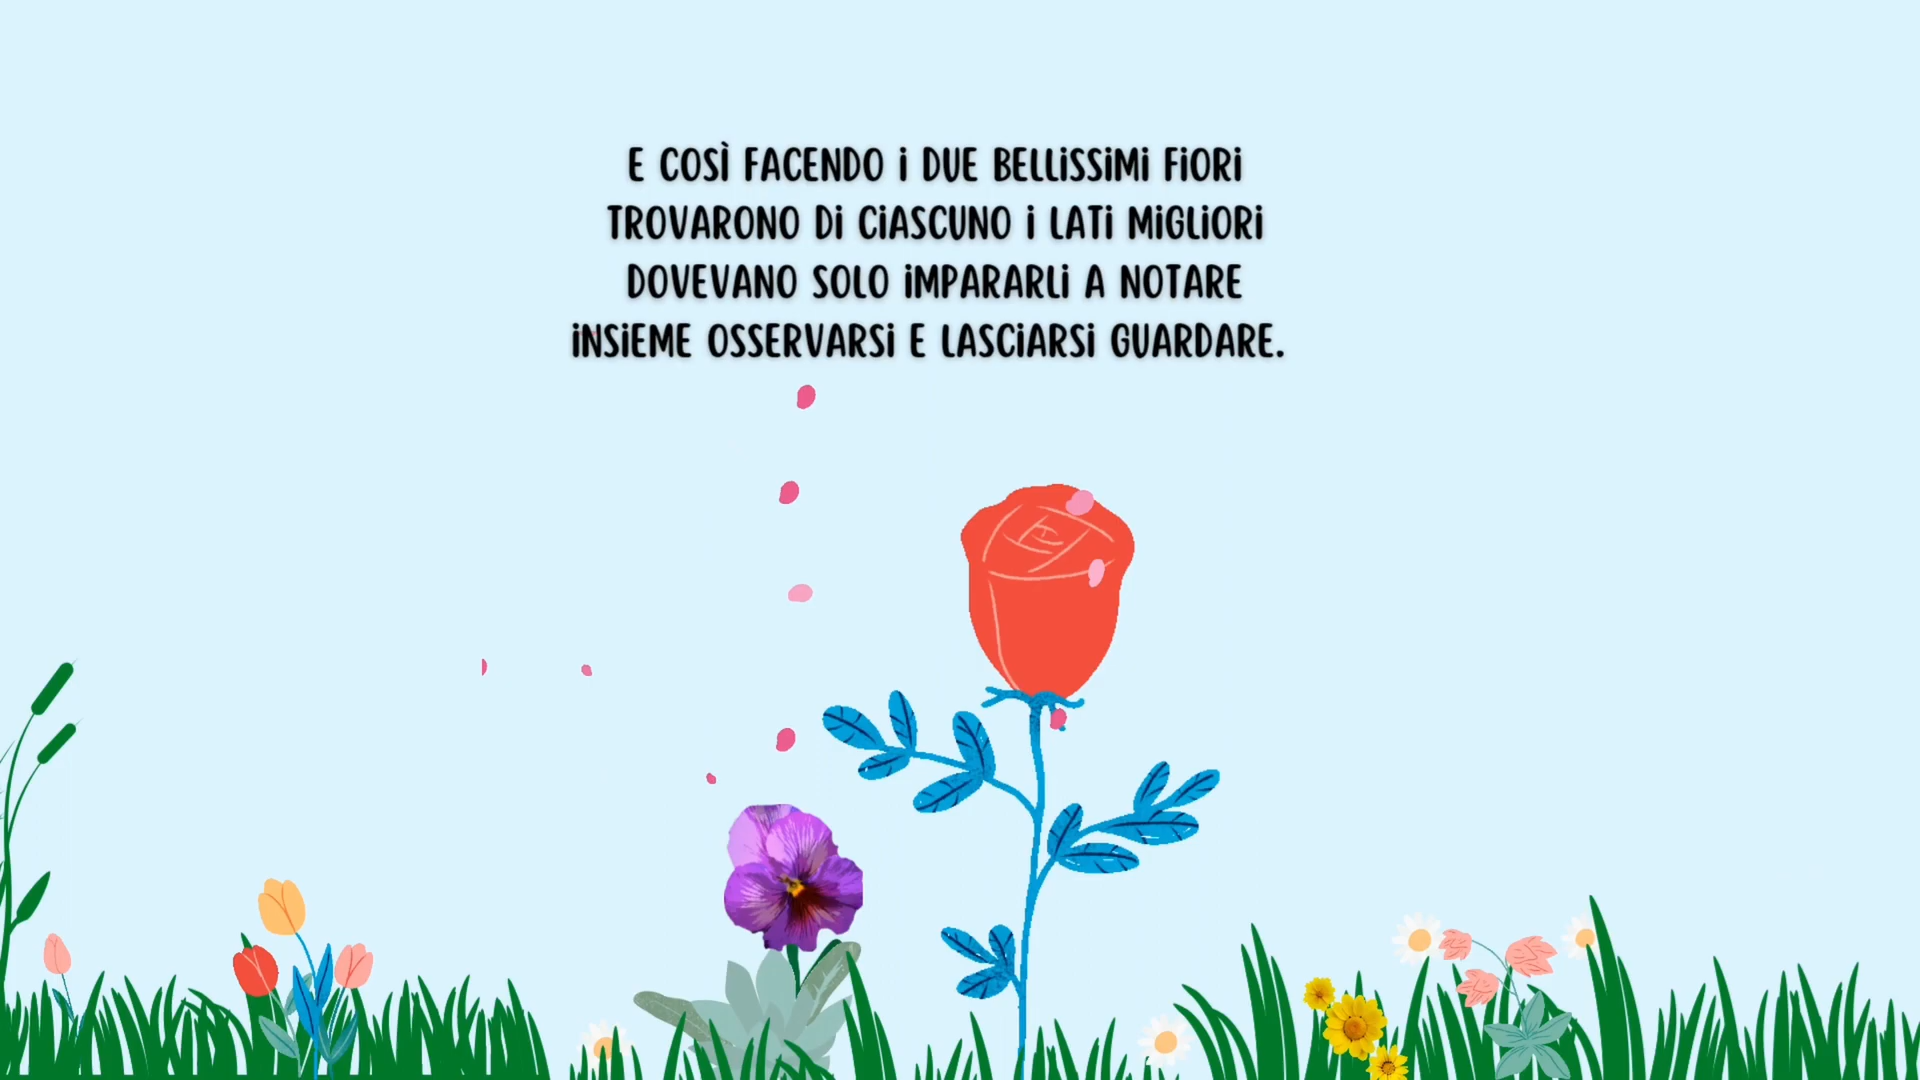 E COSÌ FACENDO I DUE BELLISSIMI FIORI
TROVARONO DI CIASCUNO I LATI MIGLIORI
DOVEVANO SOLO IMPARARLI A NOTARE
INSIEME OSSERVARSI E LASCIARSI GUARDARE.